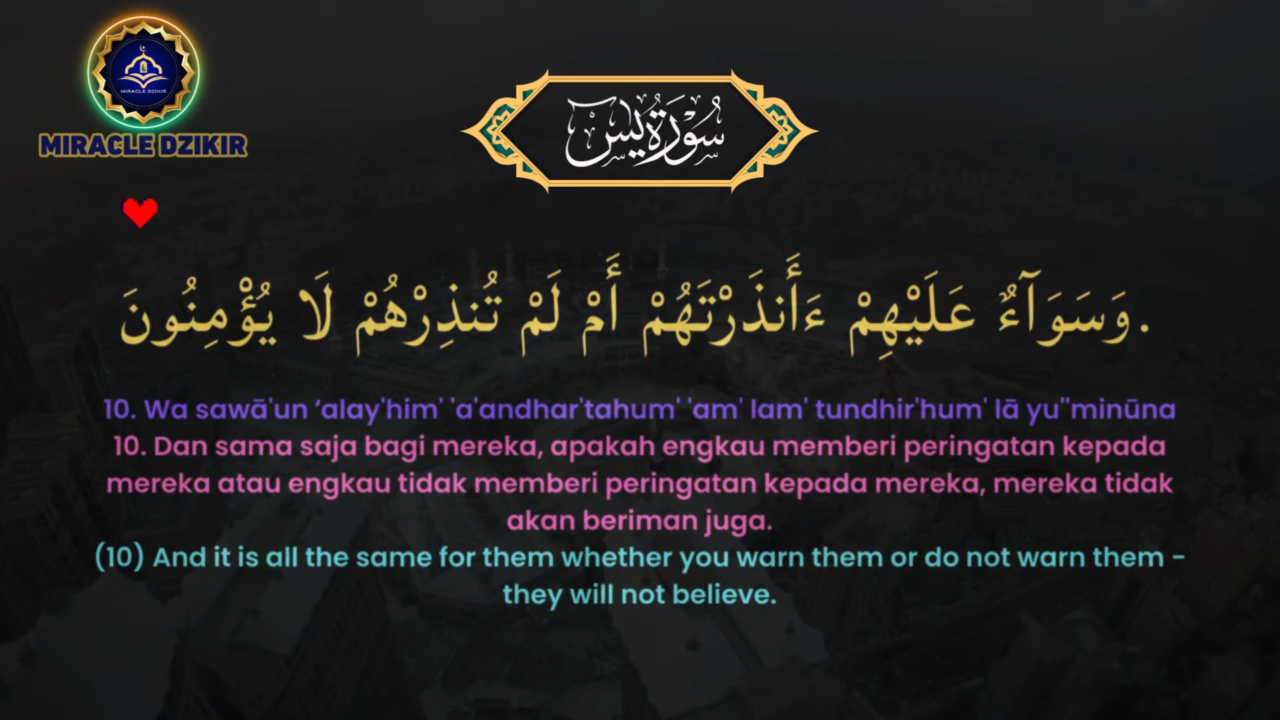 MIRACLE DZIKIR
MIRACLE DZIKIR
سُوْرَةُ يٰسٓ
.وَسَوَآءٌ عَلَيْهِمْ ءَأَنذَرْتَهُمْ أَمْ لَمْ تُنذِرْهُمْ لَا يُؤْمِنُونَ
10. Wa sawā'un ‘alay'him' 'a'andhar'tahum' 'am' lam' tundhir'hum' lā yu''minūna
10. Dan sama saja bagi mereka, apakah engkau memberi peringatan kepada
mereka atau engkau tidak memberi peringatan kepada mereka, mereka tidak
akan beriman juga.
(10) And it is all the same for them whether you warn them or do not warn them -
they will not believe.